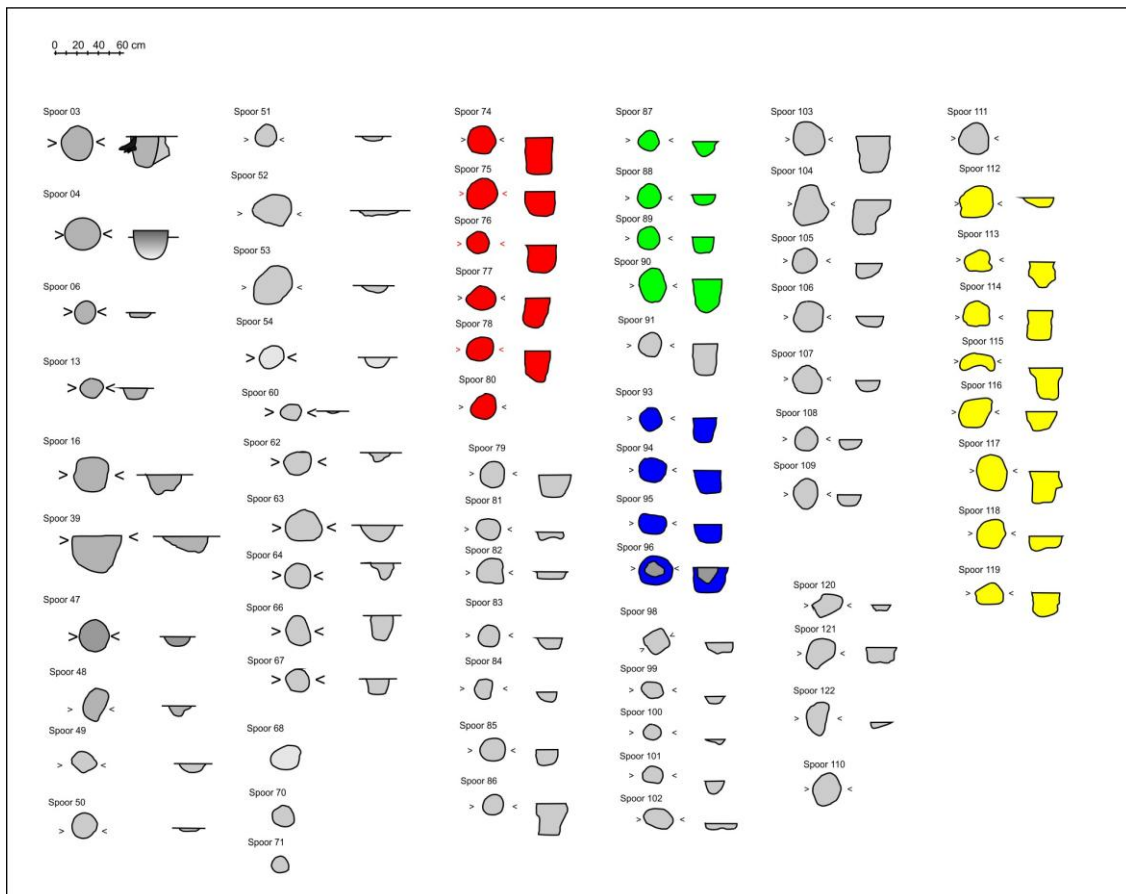 0 20 40 60 cm
Spoor 03
Spoor 04
Spoor 06
Spoor 13
Spoor 16
Spoor 39
Spoor 47
Spoor 48
Spoor 49
Spoor 50
Spoor 51
Spoor 52
Spoor 53
Spoor 54
Spoor 60
Spoor 62
Spoor 63
Spoor 64
Spoor 66
Spoor 67
Spoor 68
Spoor 70
Spoor 71
Spoor 74
Spoor 75
Spoor 76
Spoor 77
Spoor 78
Spoor 80
Spoor 79
Spoor 81
Spoor 82
Spoor 83
Spoor 84
Spoor 85
Spoor 86
Spoor 87
Spoor 88
Spoor 89
Spoor 90
Spoor 91
Spoor 93
Spoor 94
Spoor 95
Spoor 96
Spoor 98
Spoor 99
Spoor 100
Spoor 101
Spoor 102
Spoor 103
Spoor 104
Spoor 105
Spoor 106
Spoor 107
Spoor 108
Spoor 109
Spoor 120
Spoor 121
Spoor 122
Spoor 110
Spoor 111
Spoor 112
Spoor 113
Spoor 114
Spoor 115
Spoor 116
Spoor 117
Spoor 118
Spoor 119